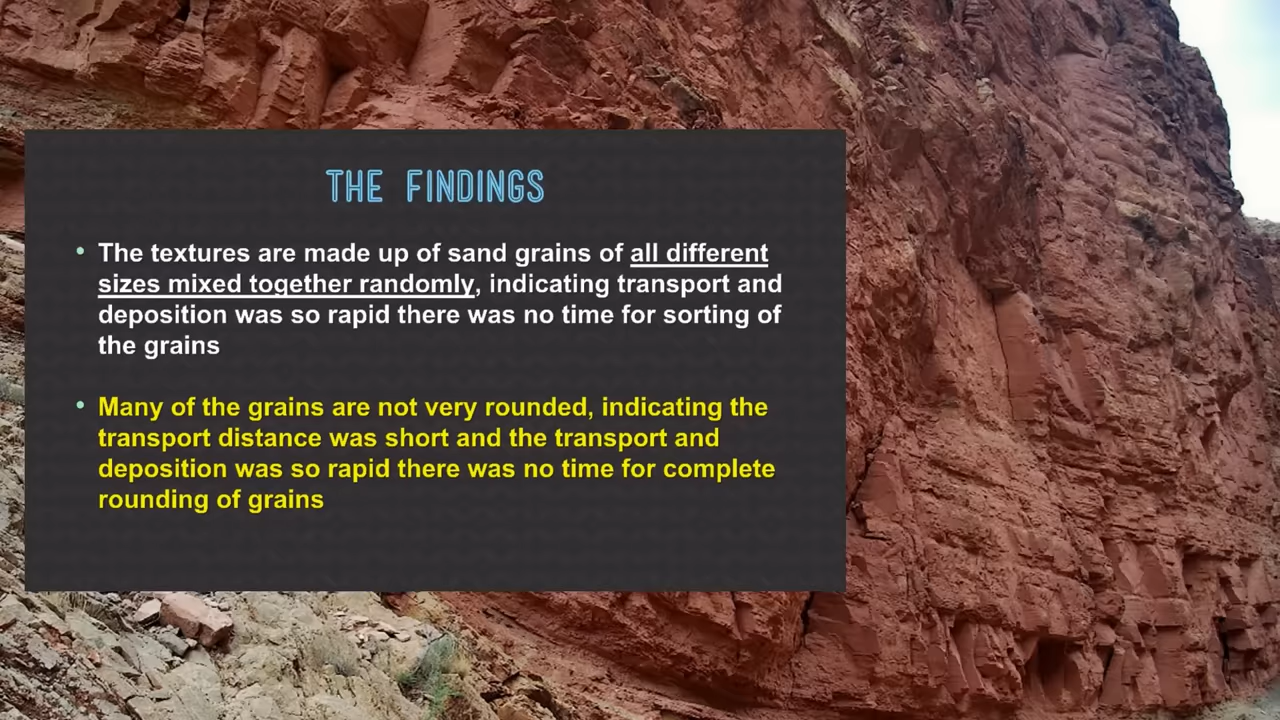 THE FINDINGS
• The textures are made up of sand grains of all different
sizes mixed together randomly, indicating transport and
deposition was so rapid there was no time for sorting of
the grains
• Many of the grains are not very rounded, indicating the
transport distance was short and the transport and
deposition was so rapid there was no time for complete
rounding of grains